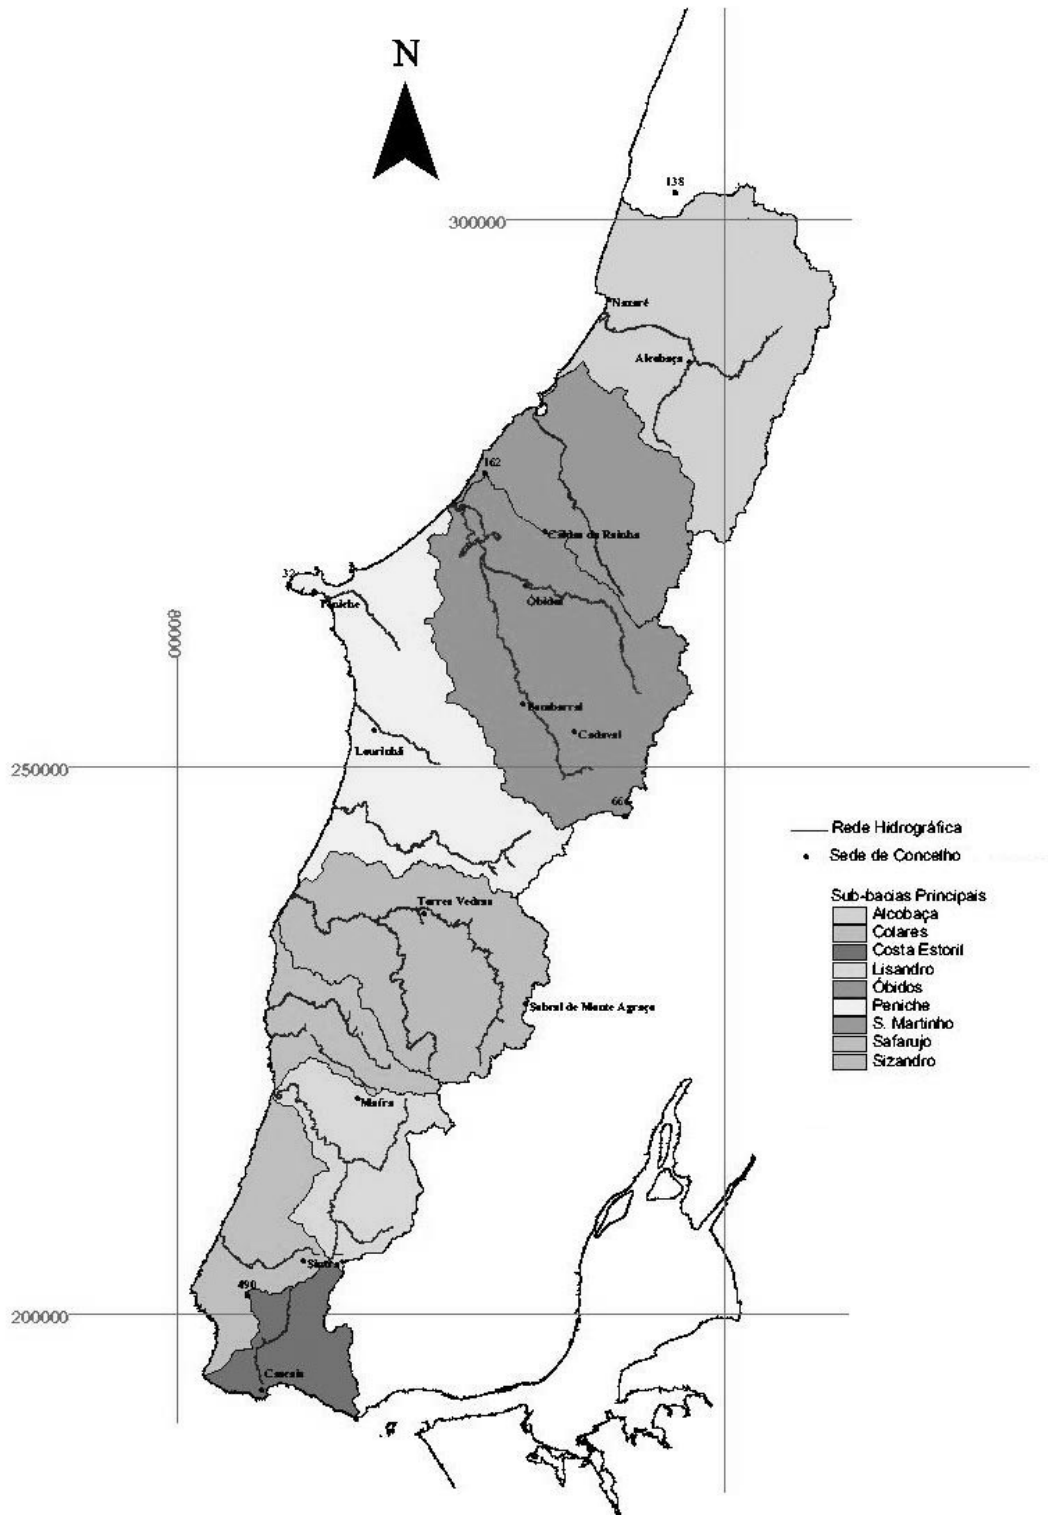 N
138
300000
Nazaré
Alcobaça
162
Caldas da Rainha
32
Peniche
Óbidos
80000
Bombarral
Cadaval
Lourinhã
250000
666
Rede Hidrográfica
Sede de Concelho
Sub-bacias Principais
Alcobaça
Colares
Costa Estoril
Lisandro
Óbidos
Peniche
S. Martinho
Safarujo
Sizandro
Torres Vedras
Sobral de Monte Agraço
Mafra
Sintra
490
200000
Cascais